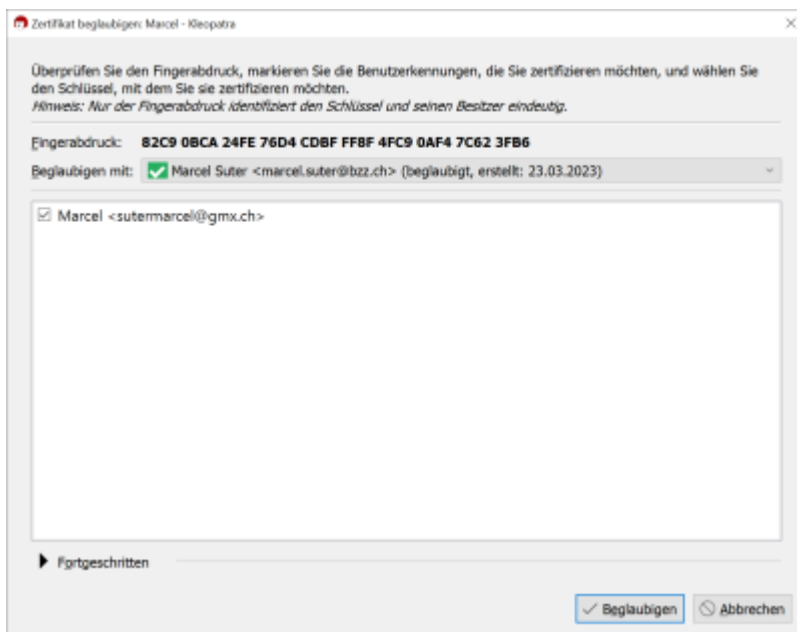 Zertifikat beglaubigen: Marcel - Kleopatra
Überprüfen Sie den Fingerabdruck, markieren Sie die Benutzerkennungen, die Sie zertifizieren möchten, und wählen Sie
den Schlüssel, mit dem Sie sie zertifizieren möchten.
Hinweis: Nur der Fingerabdruck identifiziert den Schlüssel und seinen Besitzer eindeutig.
Fingerabdruck: 82C9 0BCA 24FE 76D4 CDBF FF8F 4FC9 0AF4 7C62 3FB6
Beglaubigen mit: Marcel Suter <marcel.suter@bzz.ch> (beglaubigt, erstellt: 23.03.2023)
Marcel <sutermarcel@gmx.ch>
Fortgeschritten
Beglaubigen Abbrechen